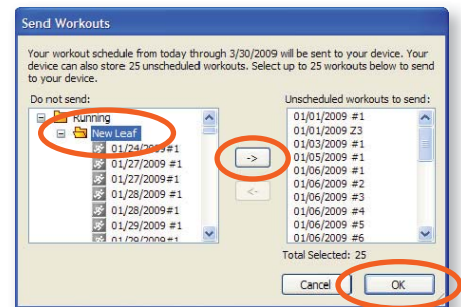 Send Workouts
Your workout schedule from today through 3/30/2009 will be sent to your device. Your
device can also store 25 unscheduled workouts. Select up to 25 workouts below to send
to your device.
Do not send:
Running
New Leaf
01/24/2009#1
01/27/2009 #1
01/27/2009#1
01/28/2009 #1
01/28/2009#1
01/29/2009 #1
01/29/2009#1
->
<-
Unscheduled workouts to send:
01/01/2009 #1
01/01/2009 Z3
01/03/2009 #1
01/05/2009 #1
01/06/2009 #1
01/06/2009 #2
01/06/2009 #3
01/06/2009 #4
01/06/2009 #5
01/06/2009 #6
Total Selected: 25
Cancel
OK